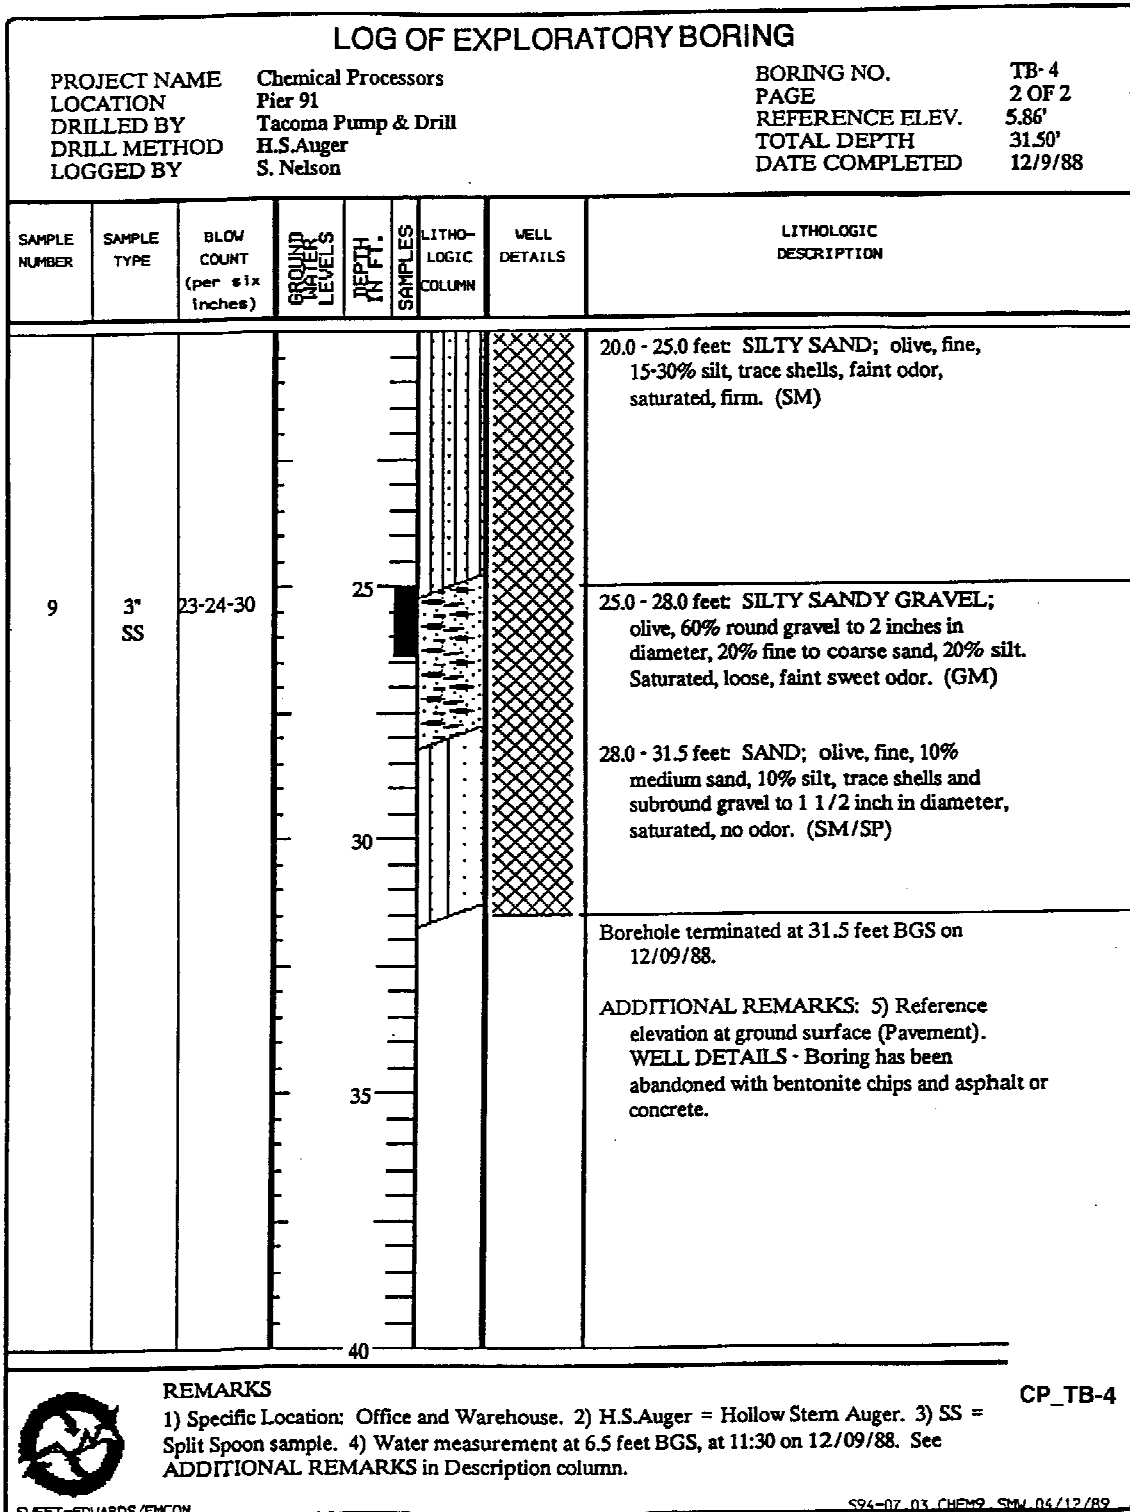 LOG OF EXPLORATORY BORING
PROJECT NAME Chemical Processors
LOCATION Pier 91
DRILLED BY Tacoma Pump & Drill
DRILL METHOD H.S.Auger
LOGGED BY S. Nelson
BORING NO. TB-4
PAGE 2 OF 2
REFERENCE ELEV. 5.86'
TOTAL DEPTH 31.50'
DATE COMPLETED 12/9/88
SAMPLE
NUMBER
SAMPLE
TYPE
BLOW
COUNT
(per six
inches)
GROUND
WATER
LEVELS
DEPTH
IN FT.
SAMPLES
LITHO-
LOGIC
COLUMN
WELL
DETAILS
LITHOLOGIC
DESCRIPTION
20.0 - 25.0 feet: SILTY SAND; olive, fine,
15-30% silt, trace shells, faint odor,
saturated, firm. (SM)
25
9 3" 23-24-30
SS
25.0 - 28.0 feet: SILTY SANDY GRAVEL;
olive, 60% round gravel to 2 inches in
diameter, 20% fine to coarse sand, 20% silt.
Saturated, loose, faint sweet odor. (GM)
28.0 - 31.5 feet: SAND; olive, fine, 10%
medium sand, 10% silt, trace shells and
subround gravel to 1 1/2 inch in diameter,
saturated, no odor. (SM/SP)
30
Borehole terminated at 31.5 feet BGS on
12/09/88.
ADDITIONAL REMARKS: 5) Reference
elevation at ground surface (Pavement).
WELL DETAILS - Boring has been
abandoned with bentonite chips and asphalt or
concrete.
35
40
REMARKS
1) Specific Location: Office and Warehouse. 2) H.S.Auger = Hollow Stem Auger. 3) SS =
Split Spoon sample. 4) Water measurement at 6.5 feet BGS, at 11:30 on 12/09/88. See
ADDITIONAL REMARKS in Description column.
CP_TB-4
SWEET-EDWARDS/EMCON
S94-07.03.CHEM9.SMW.04/12/89